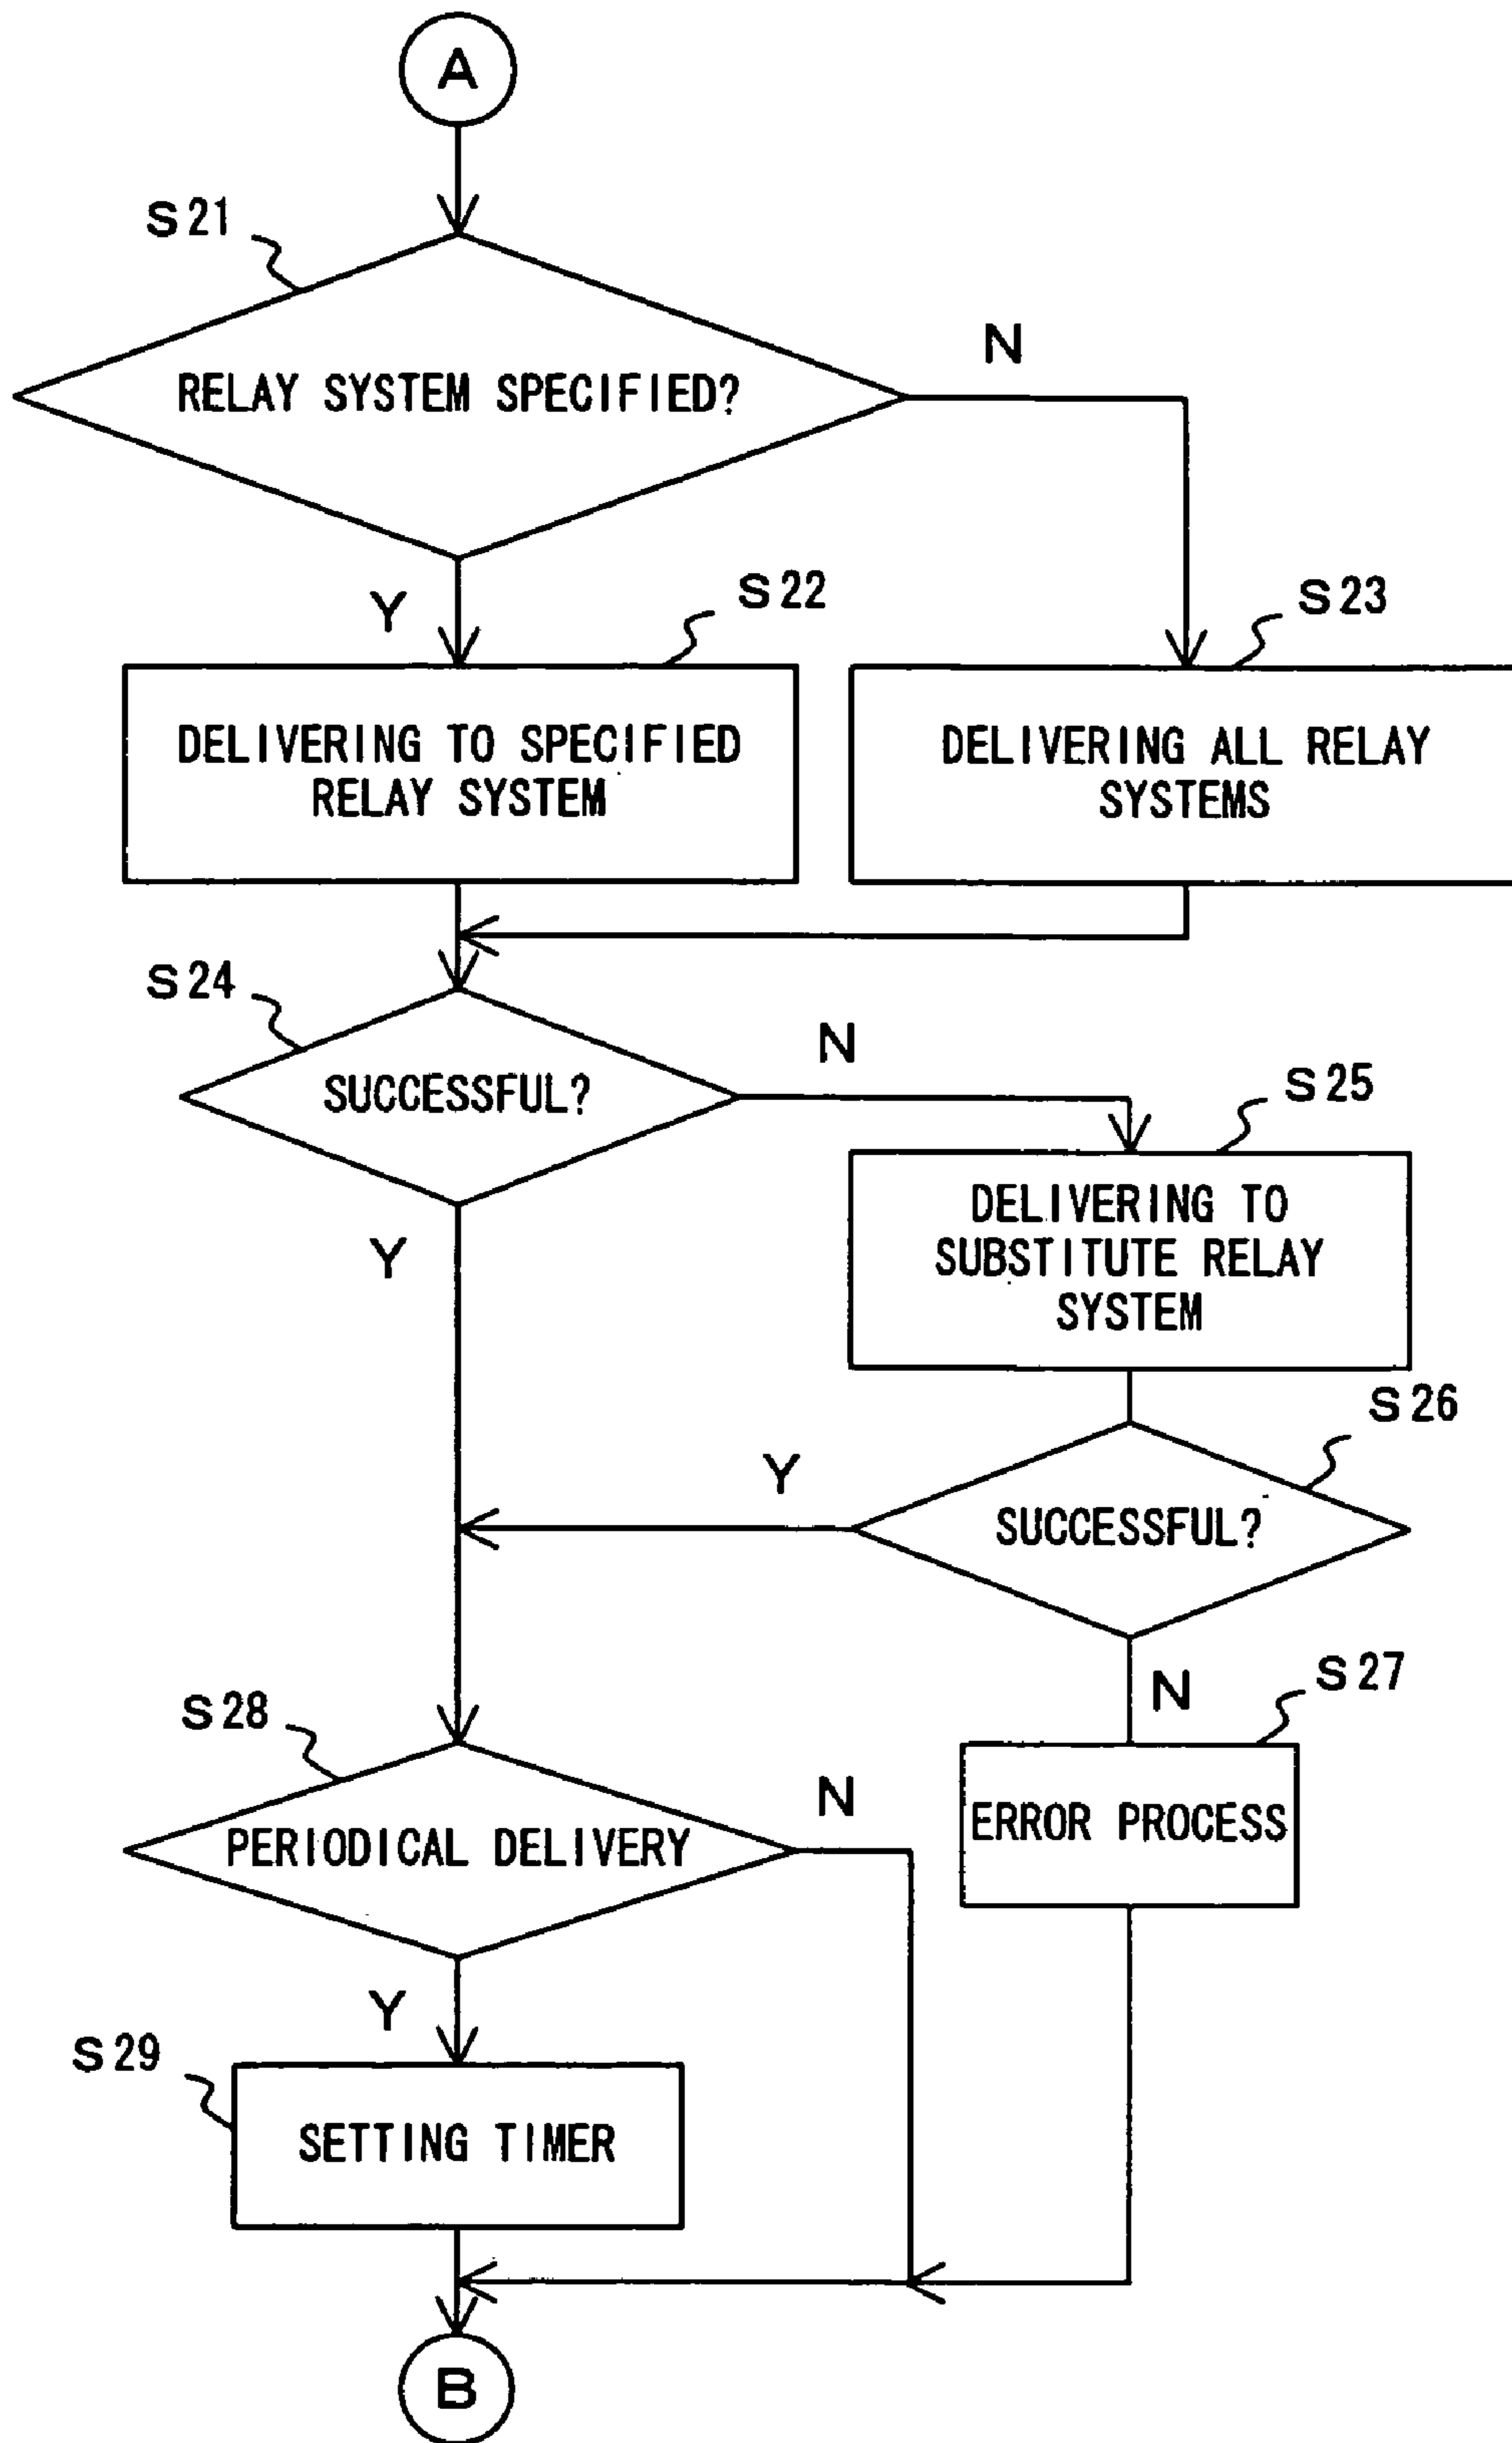 A
S21
RELAY SYSTEM SPECIFIED?
N
Y
S22
S23
DELIVERING TO SPECIFIED
RELAY SYSTEM
DELIVERING ALL RELAY
SYSTEMS
S24
SUCCESSFUL?
N
Y
S25
DELIVERING TO
SUBSTITUTE RELAY
SYSTEM
S26
Y
SUCCESSFUL?
N
S27
ERROR PROCESS
S28
PERIODICAL DELIVERY
N
Y
S29
SETTING TIMER
B